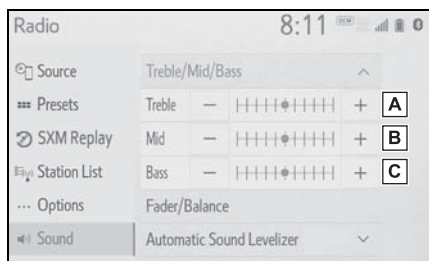 Radio 8:11 DCM
Source
Presets
SXM Replay
Station List
Options
Sound
Treble/Mid/Bass
Treble − + A
Mid − + B
Bass − + C
Fader/Balance
Automatic Sound Levelizer